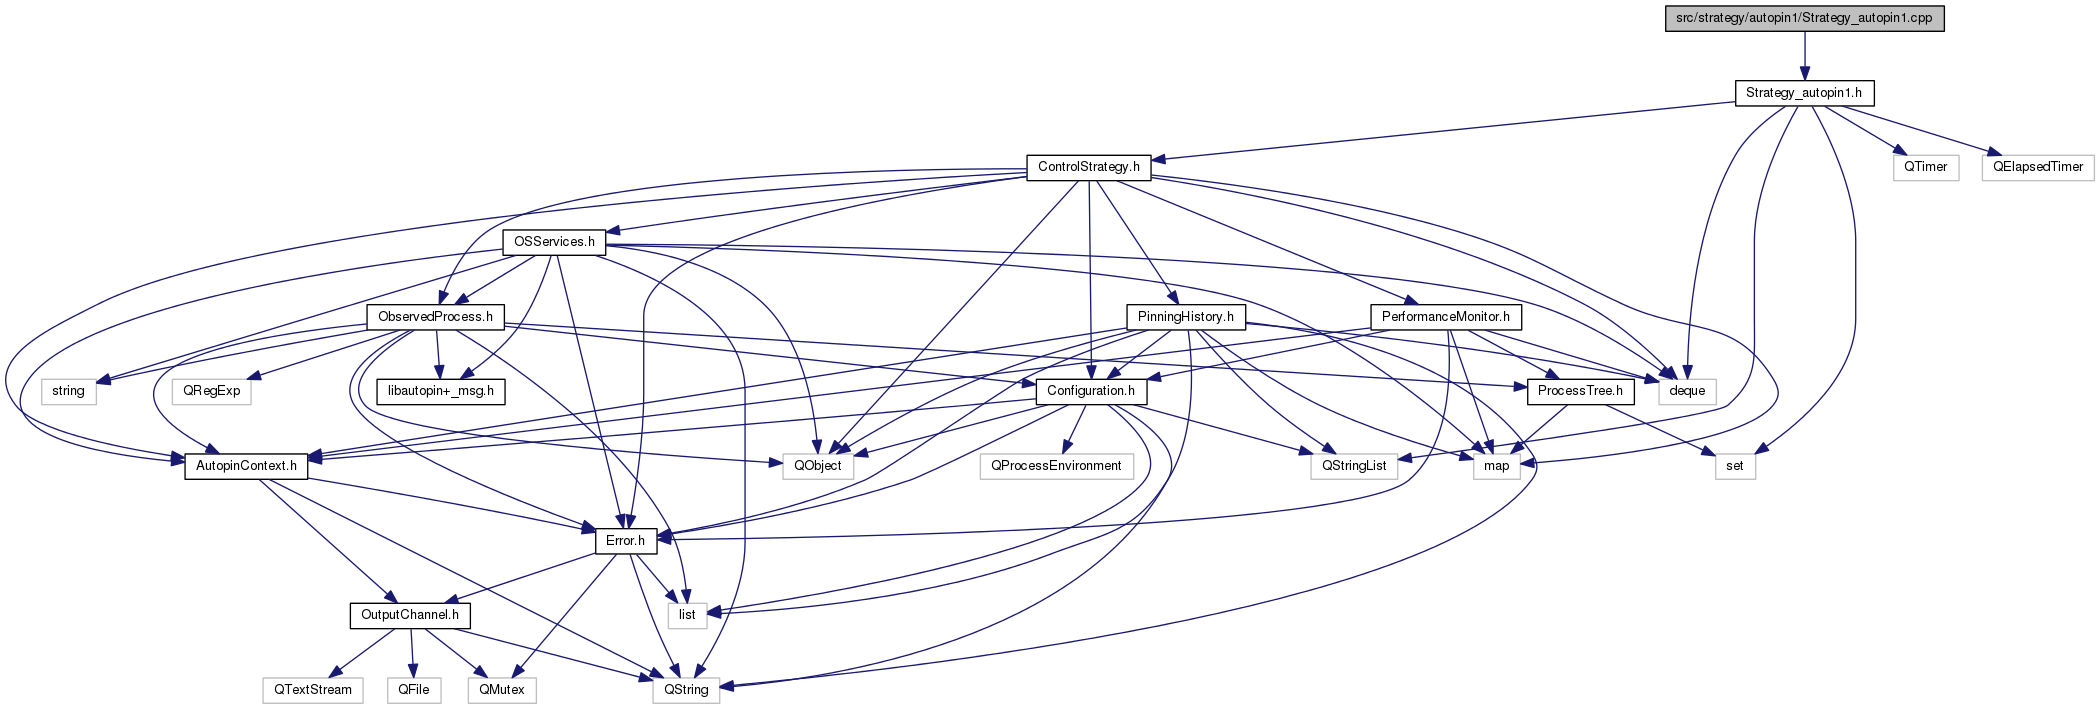 src/strategy/autopin1/Strategy_autopin1.cpp
Strategy_autopin1.h
ControlStrategy.h
QTimer
QElapsedTimer
OSServices.h
ObservedProcess.h
PinningHistory.h
PerformanceMonitor.h
string
QRegExp
libautopin+_msg.h
Configuration.h
ProcessTree.h
deque
AutopinContext.h
QObject
QProcessEnvironment
QStringList
map
set
Error.h
OutputChannel.h
list
QTextStream
QFile
QMutex
QString